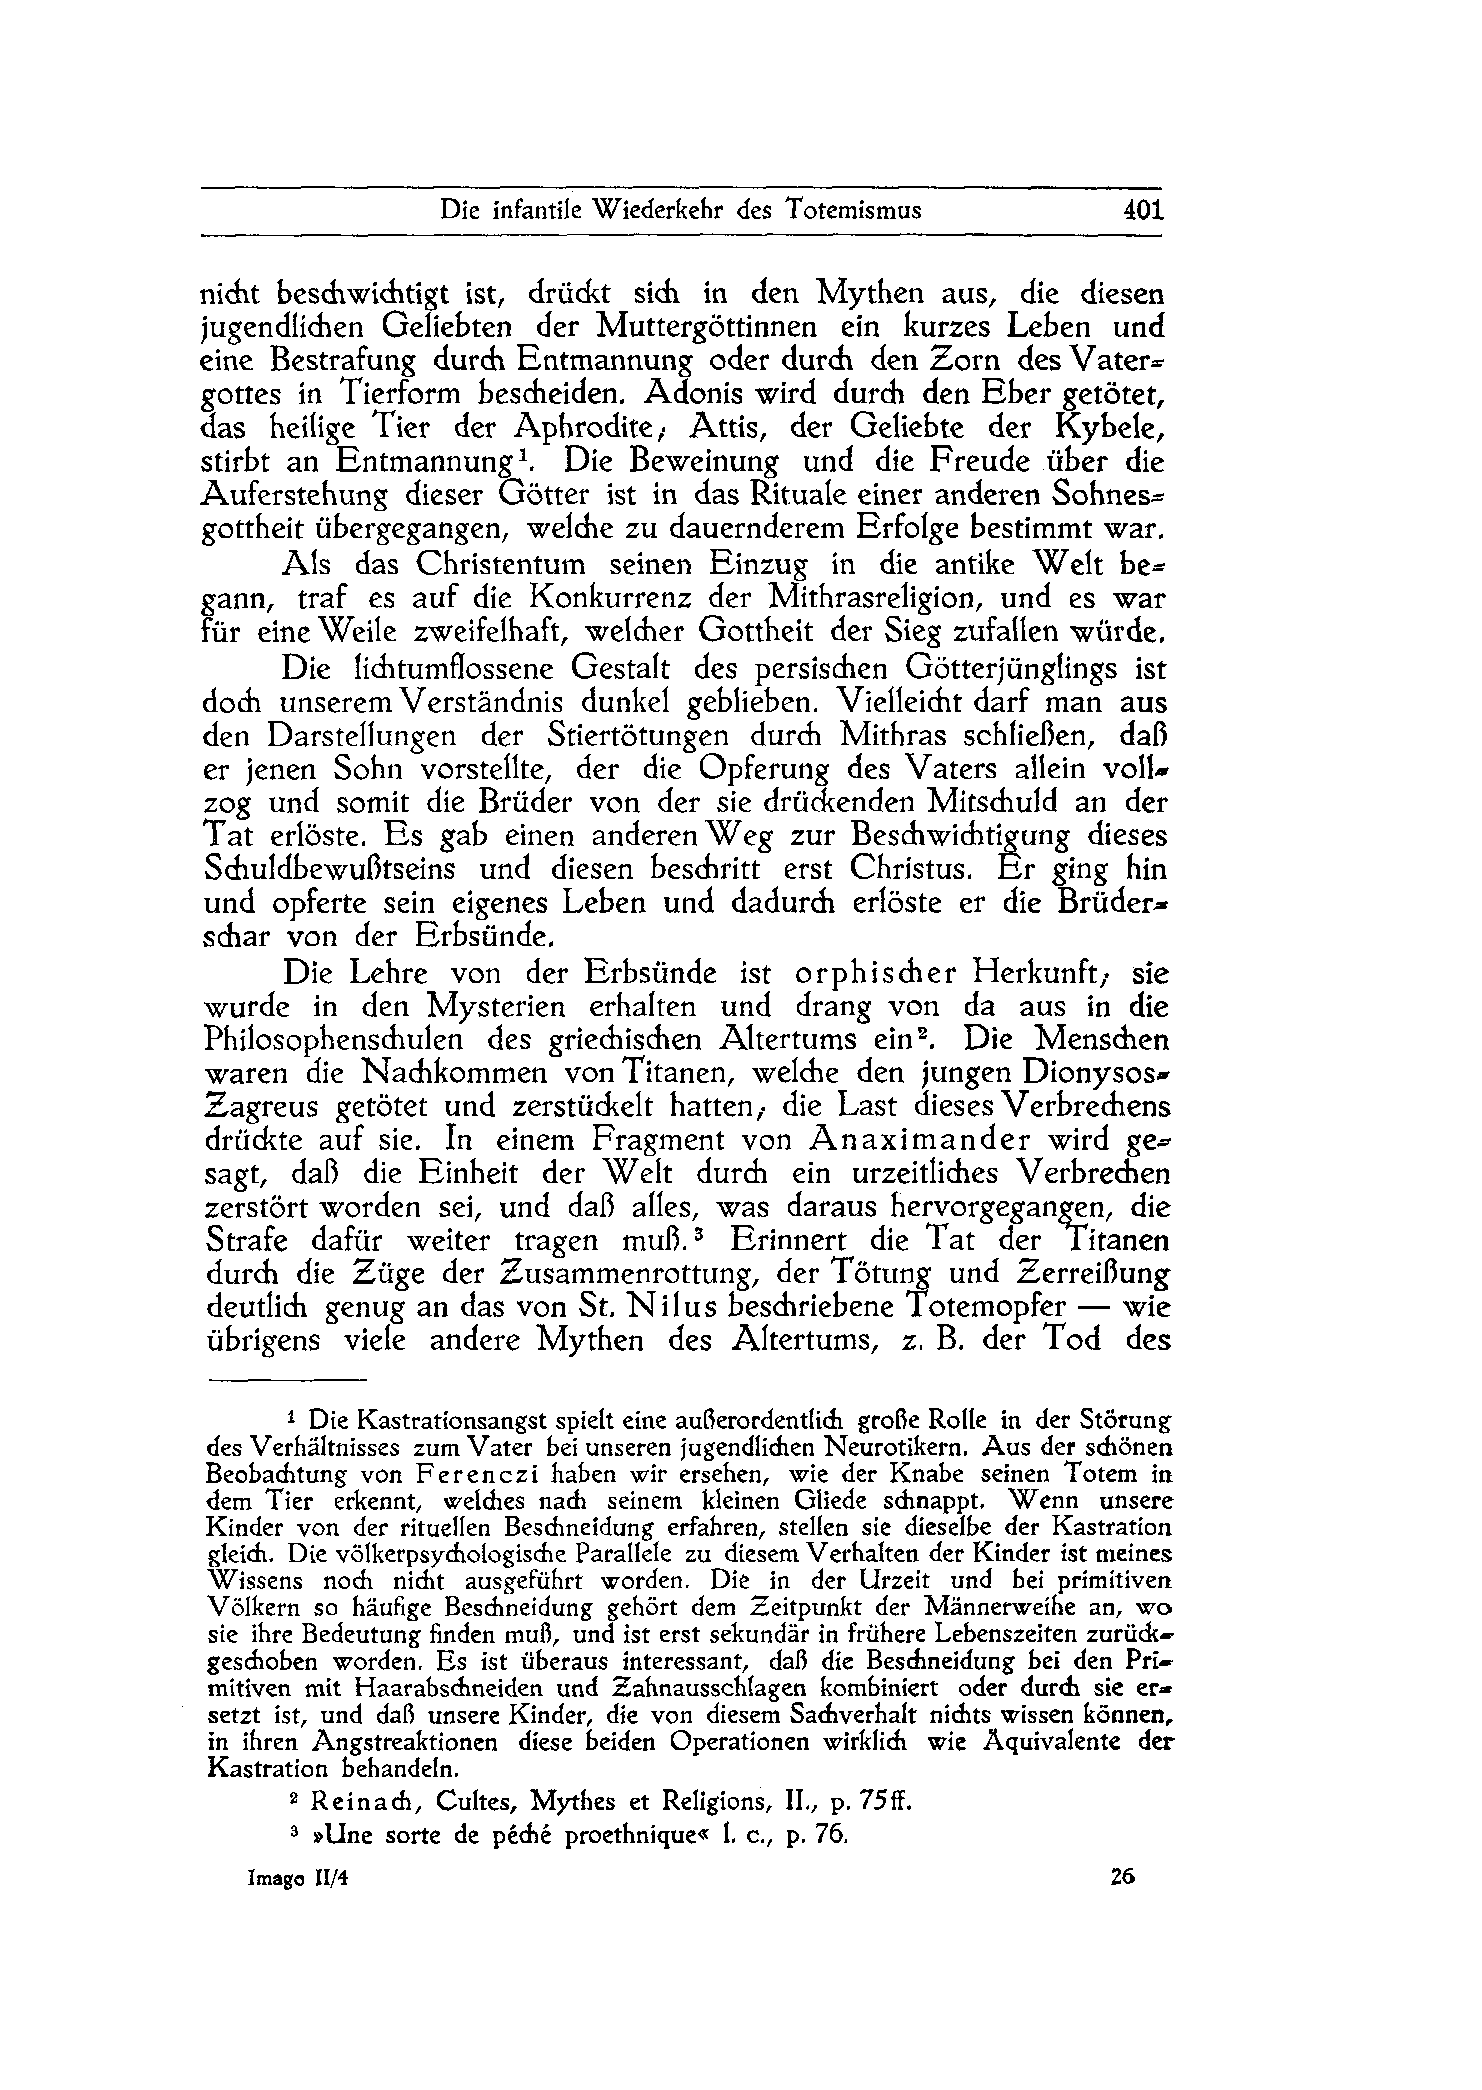 Die infantile Wiederkehr des Totemismus 401
nicht beschwichtigt ist, drückt sich in den Mythen aus, die diesen
jugendlichen Geliebten der Muttergöttinnen ein kurzes Leben und
eine Bestrafung durch Entmannung oder durch den Zorn des Vater-
gottes in Tierform bescheiden. Adonis wird durch den Eber getötet,
das heilige Tier der Aphrodite; Attis, der Geliebte der Kybele,
stirbt an Entmannung¹. Die Beweinung und die Freude über die
Auferstehung dieser Götter ist in das Rituale einer anderen Sohnes-
gottheit übergegangen, welche zu dauernderem Erfolge bestimmt war.
Als das Christentum seinen Einzug in die antike Welt be-
gann, traf es auf die Konkurrenz der Mithrasreligion, und es war
für eine Weile zweifelhaft, welcher Gottheit der Sieg zufallen würde.
Die lichtumflossene Gestalt des persischen Götterjünglings ist
doch unserem Verständnis dunkel geblieben. Vielleicht darf man aus
den Darstellungen der Stiertötungen durch Mithras schließen, daß
er jenen Sohn vorstellte, der die Opferung des Vaters allein voll-
zog und somit die Brüder von der sie drückenden Mitschuld an der
Tat erlöste. Es gab einen anderen Weg zur Beschwichtigung dieses
Schuldbewußtseins und diesen beschritt erst Christus. Er ging hin
und opferte sein eigenes Leben und dadurch erlöste er die Brüder-
schar von der Erbsünde.
Die Lehre von der Erbsünde ist orphischer Herkunft; sie
wurde in den Mysterien erhalten und drang von da aus in die
Philosophenschulen des griechischen Altertums ein². Die Menschen
waren die Nachkommen von Titanen, welche den jungen Dionysos-
Zagreus getötet und zerstückelt hatten; die Last dieses Verbrechens
drückte auf sie. In einem Fragment von Anaximander wird ge-
sagt, daß die Einheit der Welt durch ein urzeitliches Verbrechen
zerstört worden sei, und daß alles, was daraus hervorgegangen, die
Strafe dafür weiter tragen muß.³ Erinnert die Tat der Titanen
durch die Züge der Zusammenrottung, der Tötung und Zerreißung
deutlich genug an das von St. Nilus beschriebene Totemopfer — wie
übrigens viele andere Mythen des Altertums, z. B. der Tod des
¹ Die Kastrationsangst spielt eine außerordentlich große Rolle in der Störung
des Verhältnisses zum Vater bei unseren jugendlichen Neurotikern. Aus der schönen
Beobachtung von Ferenczi haben wir ersehen, wie der Knabe seinen Totem in
dem Tier erkennt, welches nach seinem kleinen Gliede schnappt. Wenn unsere
Kinder von der rituellen Beschneidung erfahren, stellen sie dieselbe der Kastration
gleich. Die völkerpsychologische Parallele zu diesem Verhalten der Kinder ist meines
Wissens noch nicht ausgeführt worden. Die in der Urzeit und bei primitiven
Völkern so häufige Beschneidung gehört dem Zeitpunkt der Männerweihe an, wo
sie ihre Bedeutung finden muß, und ist erst sekundär in frühere Lebenszeiten zurück-
geschoben worden. Es ist überaus interessant, daß die Beschneidung bei den Pri-
mitiven mit Haarabschneiden und Zahnausschlagen kombiniert oder durch sie er-
setzt ist, und daß unsere Kinder, die von diesem Sachverhalt nichts wissen können,
in ihren Angstreaktionen diese beiden Operationen wirklich wie Äquivalente der
Kastration behandeln.
² Reinach, Cultes, Mythes et Religions, II., p. 75 ff.
³ »Une sorte de péché proethnique« l. c., p. 76.
Imago II/4 26